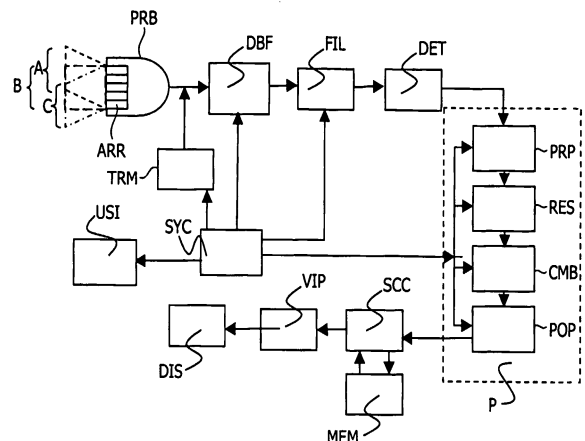 PRB
DBF
FIL
DET
A
B
C
ARR
PRP
TRM
RES
USI
SYC
CMB
VIP
SCC
POP
DIS
P
MEM